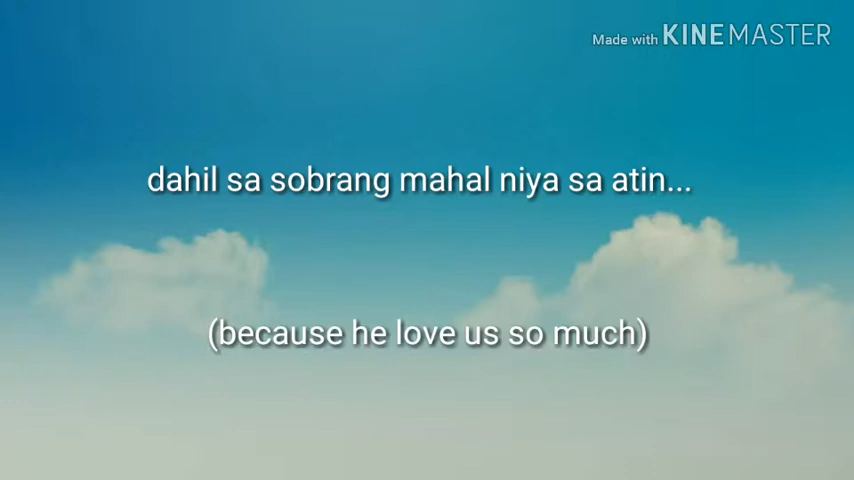 Made with KINEMASTER
dahil sa sobrang mahal niya sa atin...
(because he love us so much)